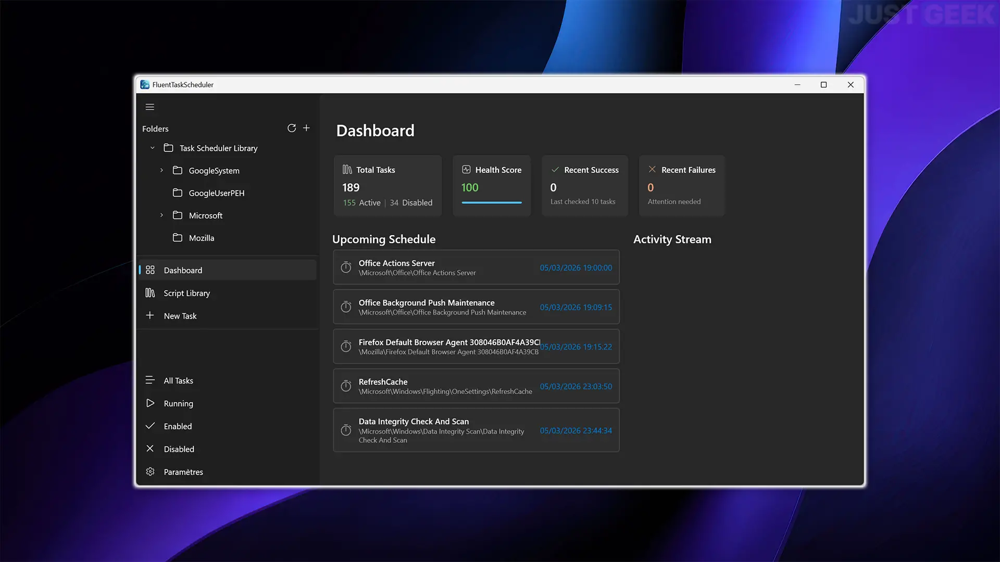 JUST GEEK
FluentTaskScheduler
Folders
Task Scheduler Library
GoogleSystem
GoogleUserPEH
Microsoft
Mozilla
Dashboard
Script Library
New Task
All Tasks
Running
Enabled
Disabled
Paramètres
Dashboard
Total Tasks
189
155 Active | 34 Disabled
Health Score
100
Recent Success
0
Last checked 10 tasks
Recent Failures
0
Attention needed
Upcoming Schedule
Office Actions Server
\Microsoft\Office\Office Actions Server
05/03/2026 19:00:00
Office Background Push Maintenance
\Microsoft\Office\Office Background Push Maintenance
05/03/2026 19:09:15
Firefox Default Browser Agent 308046B0AF4A39C
\Mozilla\Firefox Default Browser Agent 308046B0AF4A39CB
05/03/2026 19:15:22
RefreshCache
\Microsoft\Windows\Flighting\OneSettings\RefreshCache
05/03/2026 23:03:50
Data Integrity Check And Scan
\Microsoft\Windows\Data Integrity Scan\Data Integrity
Check And Scan
05/03/2026 23:44:34
Activity Stream